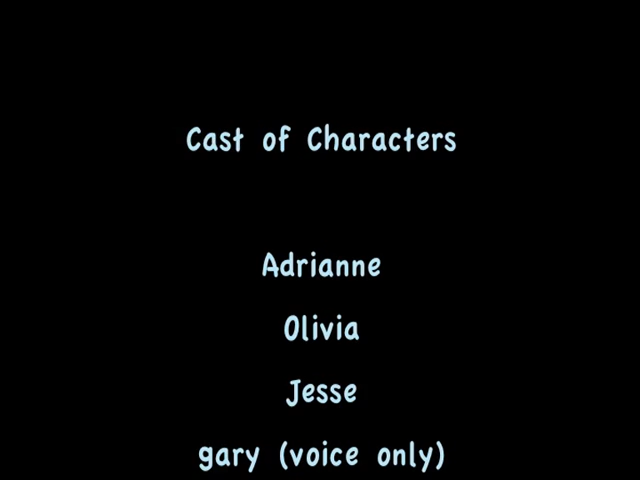 Cast of Characters
Adrianne
Olivia
Jesse
gary (voice only)